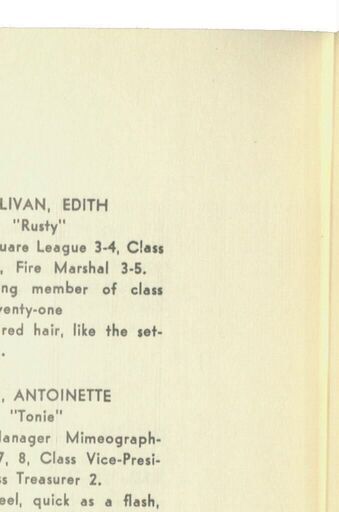 LIVAN, EDITH
"Rusty"
uare League 3-4, Class
, Fire Marshal 3-5.
ng member of class
venty-one
red hair, like the set-
.
, ANTOINETTE
"Tonie"
anager Mimeograph-
7, 8, Class Vice-Presi-
ss Treasurer 2.
eel, quick as a flash,